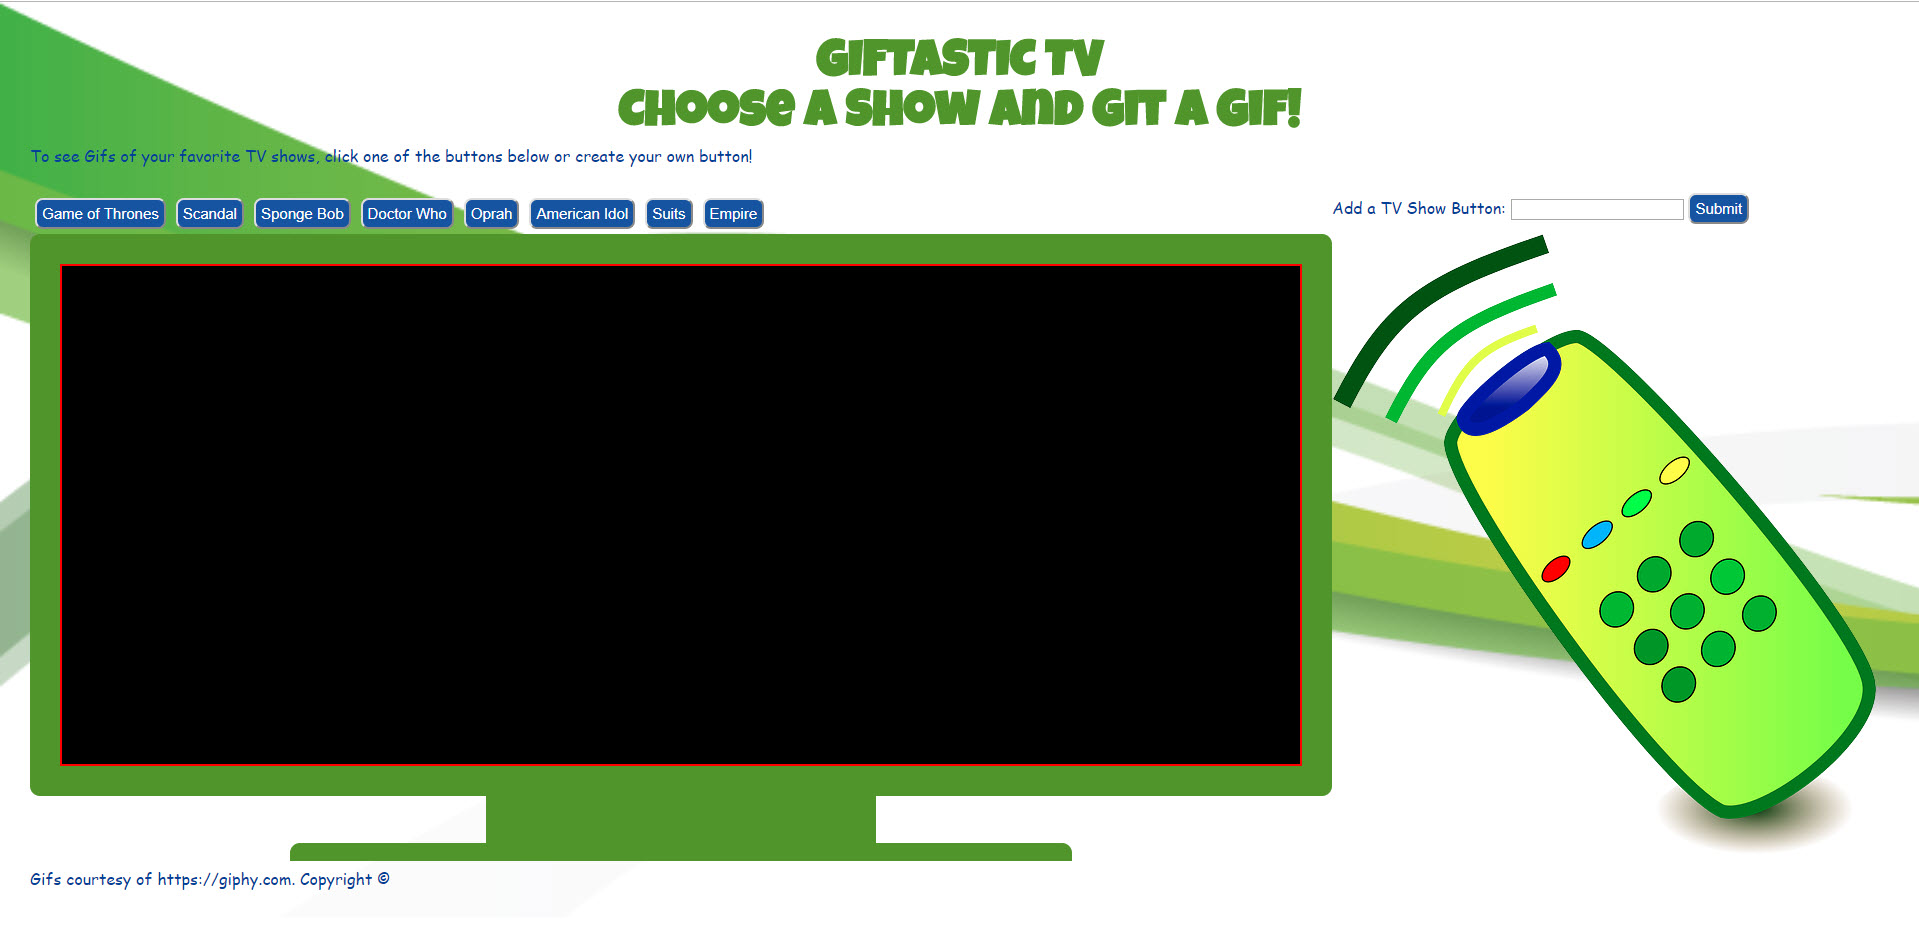 GIFTASTIC TV
CHOOSE A SHOW AND GIT A GIF!
To see Gifs of your favorite TV shows, click one of the buttons below or create your own button!
Game of Thrones Scandal Sponge Bob Doctor Who Oprah American Idol Suits Empire
Add a TV Show Button: Submit
Gifs courtesy of https://giphy.com. Copyright ©